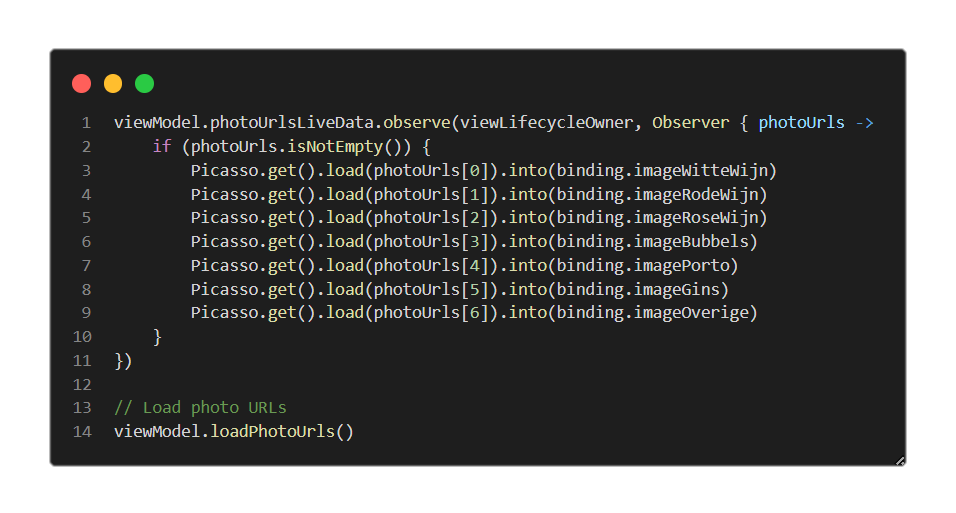 1 viewModel.photoUrlsLiveData.observe(viewLifecycleOwner, Observer { photoUrls ->
2     if (photoUrls.isNotEmpty()) {
3         Picasso.get().load(photoUrls[0]).into(binding.imageWitteWijn)
4         Picasso.get().load(photoUrls[1]).into(binding.imageRodeWijn)
5         Picasso.get().load(photoUrls[2]).into(binding.imageRoseWijn)
6         Picasso.get().load(photoUrls[3]).into(binding.imageBubbels)
7         Picasso.get().load(photoUrls[4]).into(binding.imagePorto)
8         Picasso.get().load(photoUrls[5]).into(binding.imageGins)
9         Picasso.get().load(photoUrls[6]).into(binding.imageOverige)
10     }
11 })
12
13 // Load photo URLs
14 viewModel.loadPhotoUrls()